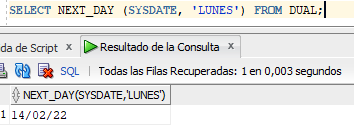 SELECT NEXT_DAY (SYSDATE, 'LUNES') FROM DUAL;
da de Script x Resultado de la Consulta x
SQL | Todas las Filas Recuperadas: 1 en 0,003 segundos
NEXT_DAY(SYSDATE,'LUNES')
1 14/02/22